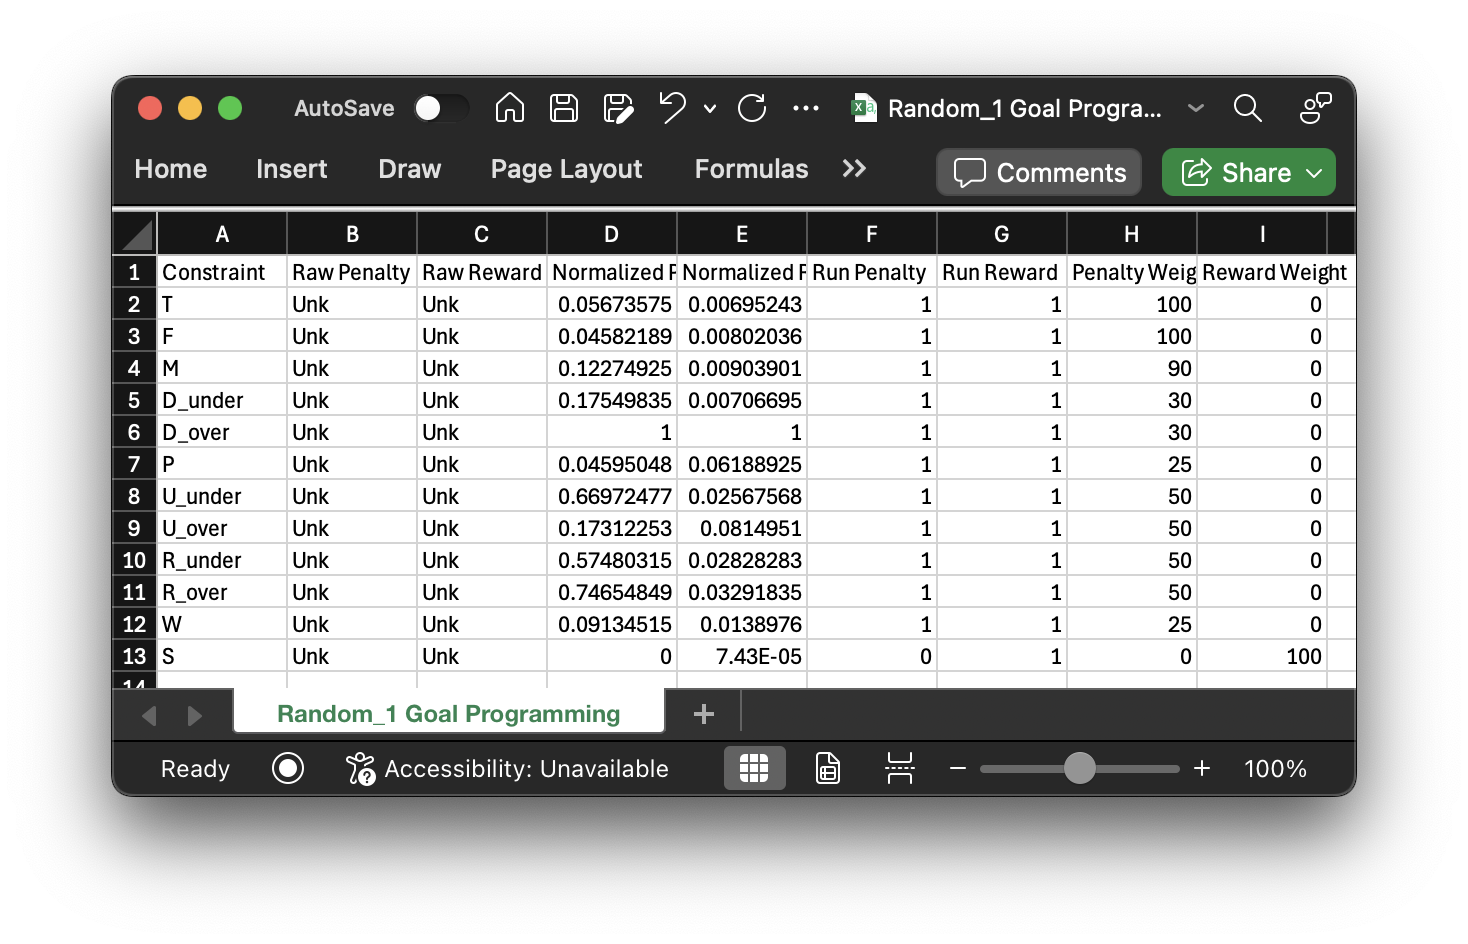 AutoSave Random_1 Goal Progra...
Home Insert Draw Page Layout Formulas >> Comments Share
A B C D E F G H I
1 Constraint Raw Penalty Raw Reward Normalized F Normalized F Run Penalty Run Reward Penalty Weig Reward Weight
2 T Unk Unk 0.05673575 0.00695243 1 1 100 0
3 F Unk Unk 0.04582189 0.00802036 1 1 100 0
4 M Unk Unk 0.12274925 0.00903901 1 1 90 0
5 D_under Unk Unk 0.17549835 0.00706695 1 1 30 0
6 D_over Unk Unk 1 1 1 1 30 0
7 P Unk Unk 0.04595048 0.06188925 1 1 25 0
8 U_under Unk Unk 0.66972477 0.02567568 1 1 50 0
9 U_over Unk Unk 0.17312253 0.0814951 1 1 50 0
10 R_under Unk Unk 0.57480315 0.02828283 1 1 50 0
11 R_over Unk Unk 0.74654849 0.03291835 1 1 50 0
12 W Unk Unk 0.09134515 0.0138976 1 1 25 0
13 S Unk Unk 0 7.43E-05 0 1 0 100
14
Random_1 Goal Programming +
Ready Accessibility: Unavailable − + 100%